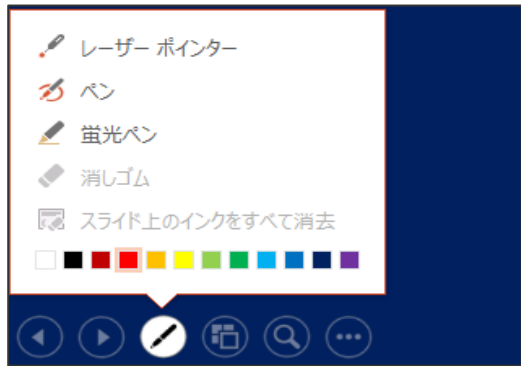 レーザー ポインター
ペン
蛍光ペン
消しゴム
スライド上のインクをすべて消去